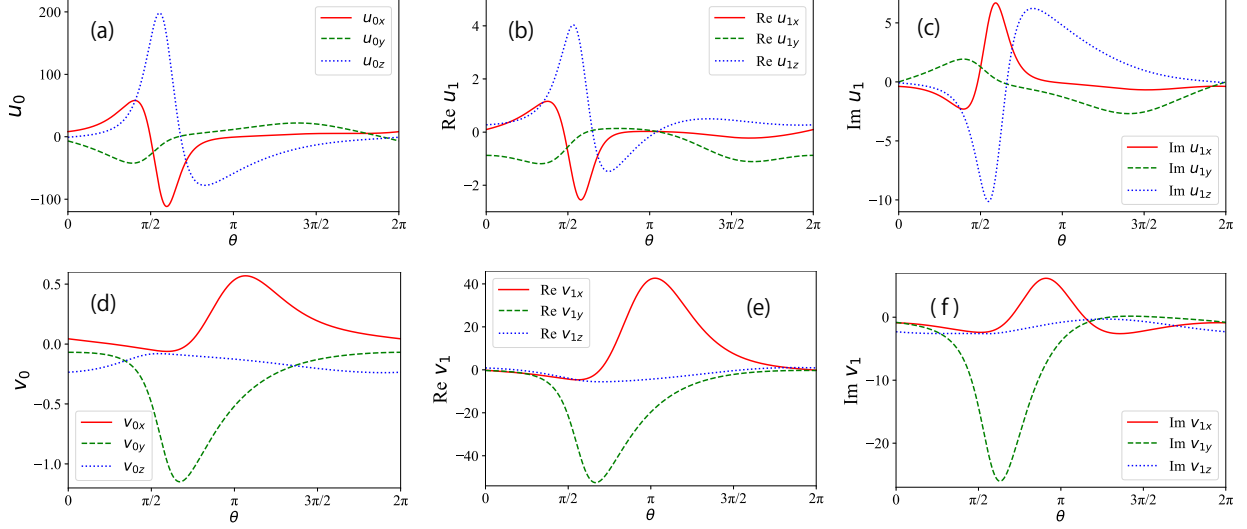 (a)
u0x
u0y
u0z
200
100
0
−100
u0
0
π/2
π
3π/2
2π
θ
(b)
Re u1x
Re u1y
Re u1z
4
2
0
−2
Re u1
0
π/2
π
3π/2
2π
θ
(c)
Im u1x
Im u1y
Im u1z
5
0
−5
−10
Im u1
0
π/2
π
3π/2
2π
θ
(d)
v0x
v0y
v0z
0.5
0.0
−0.5
−1.0
v0
0
π/2
π
3π/2
2π
θ
(e)
Re v1x
Re v1y
Re v1z
40
20
0
−20
−40
Re v1
0
π/2
π
3π/2
2π
θ
(f)
Im v1x
Im v1y
Im v1z
0
−10
−20
Im v1
0
π/2
π
3π/2
2π
θ